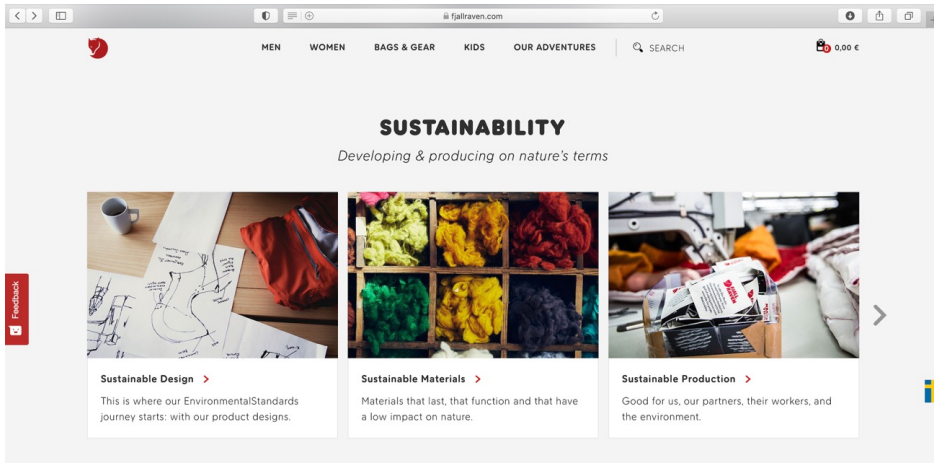 fjallraven.com
MEN WOMEN BAGS & GEAR KIDS OUR ADVENTURES SEARCH 0 0,00 €
SUSTAINABILITY
Developing & producing on nature's terms
Feedback
Sustainable Design >
This is where our EnvironmentalStandards
journey starts: with our product designs.
Sustainable Materials >
Materials that last, that function and that have
a low impact on nature.
Sustainable Production >
Good for us, our partners, their workers, and
the environment.